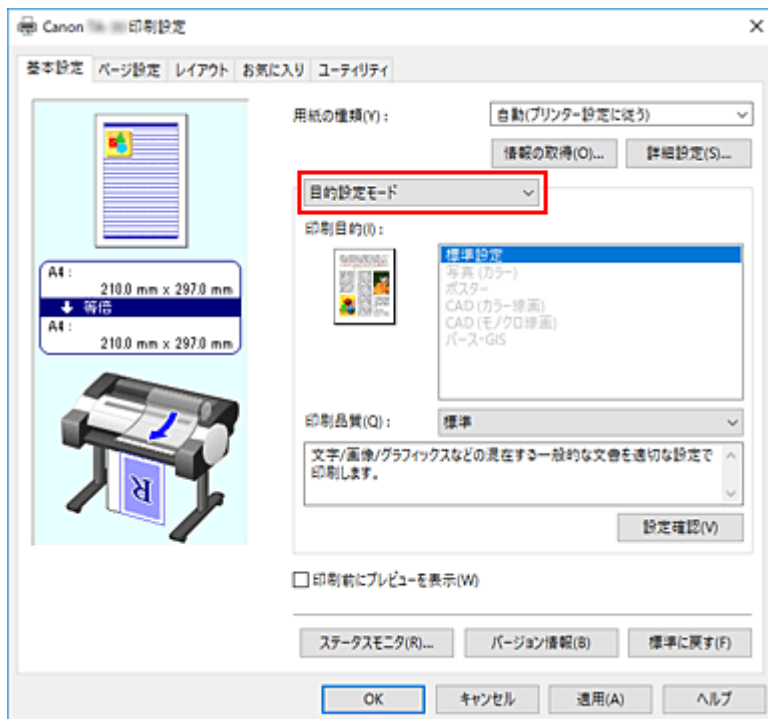 Canon 印刷設定
基本設定 ページ設定 レイアウト お気に入り ユーティリティ
用紙の種類(Y): 自動(プリンター設定に従う)
情報の取得(O)... 詳細設定(S)...
目的設定モード
印刷目的(I):
標準設定
写真 (カラー)
ポスター
CAD (カラー線画)
CAD (モノクロ線画)
パース・GIS
A4:
210.0 mm x 297.0 mm
等倍
A4:
210.0 mm x 297.0 mm
R
印刷品質(Q): 標準
文字/画像/グラフィックスなどの混在する一般的な文書を適切な設定で
印刷します。
設定確認(V)
印刷前にプレビューを表示(W)
ステータスモニタ(R)... バージョン情報(B) 標準に戻す(F)
OK キャンセル 適用(A) ヘルプ